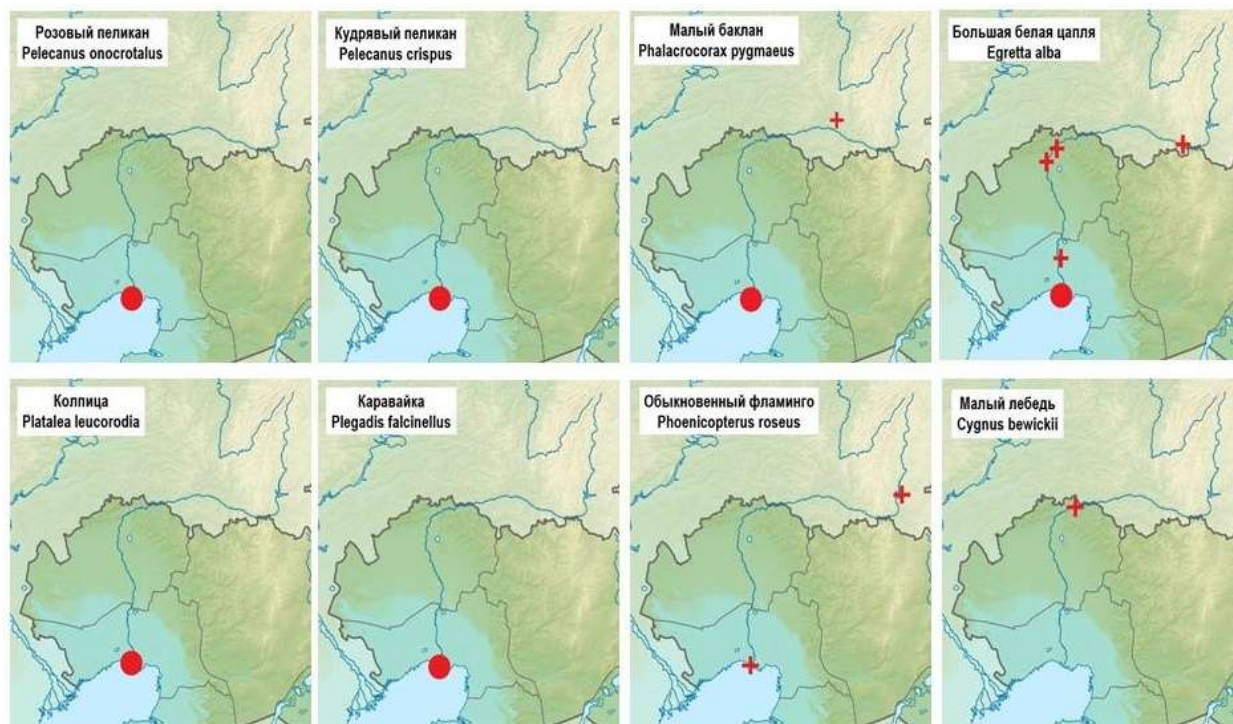 Розовый пеликан
Pelecanus onocrotalus
Кудрявый пеликан
Pelecanus crispus
Малый баклан
Phalacrocorax pygmaeus
Большая белая цапля
Egretta alba
Колпица
Platalea leucorodia
Каравайка
Plegadis falcinellus
Обыкновенный фламинго
Phoenicopterus roseus
Малый лебедь
Cygnus bewickii